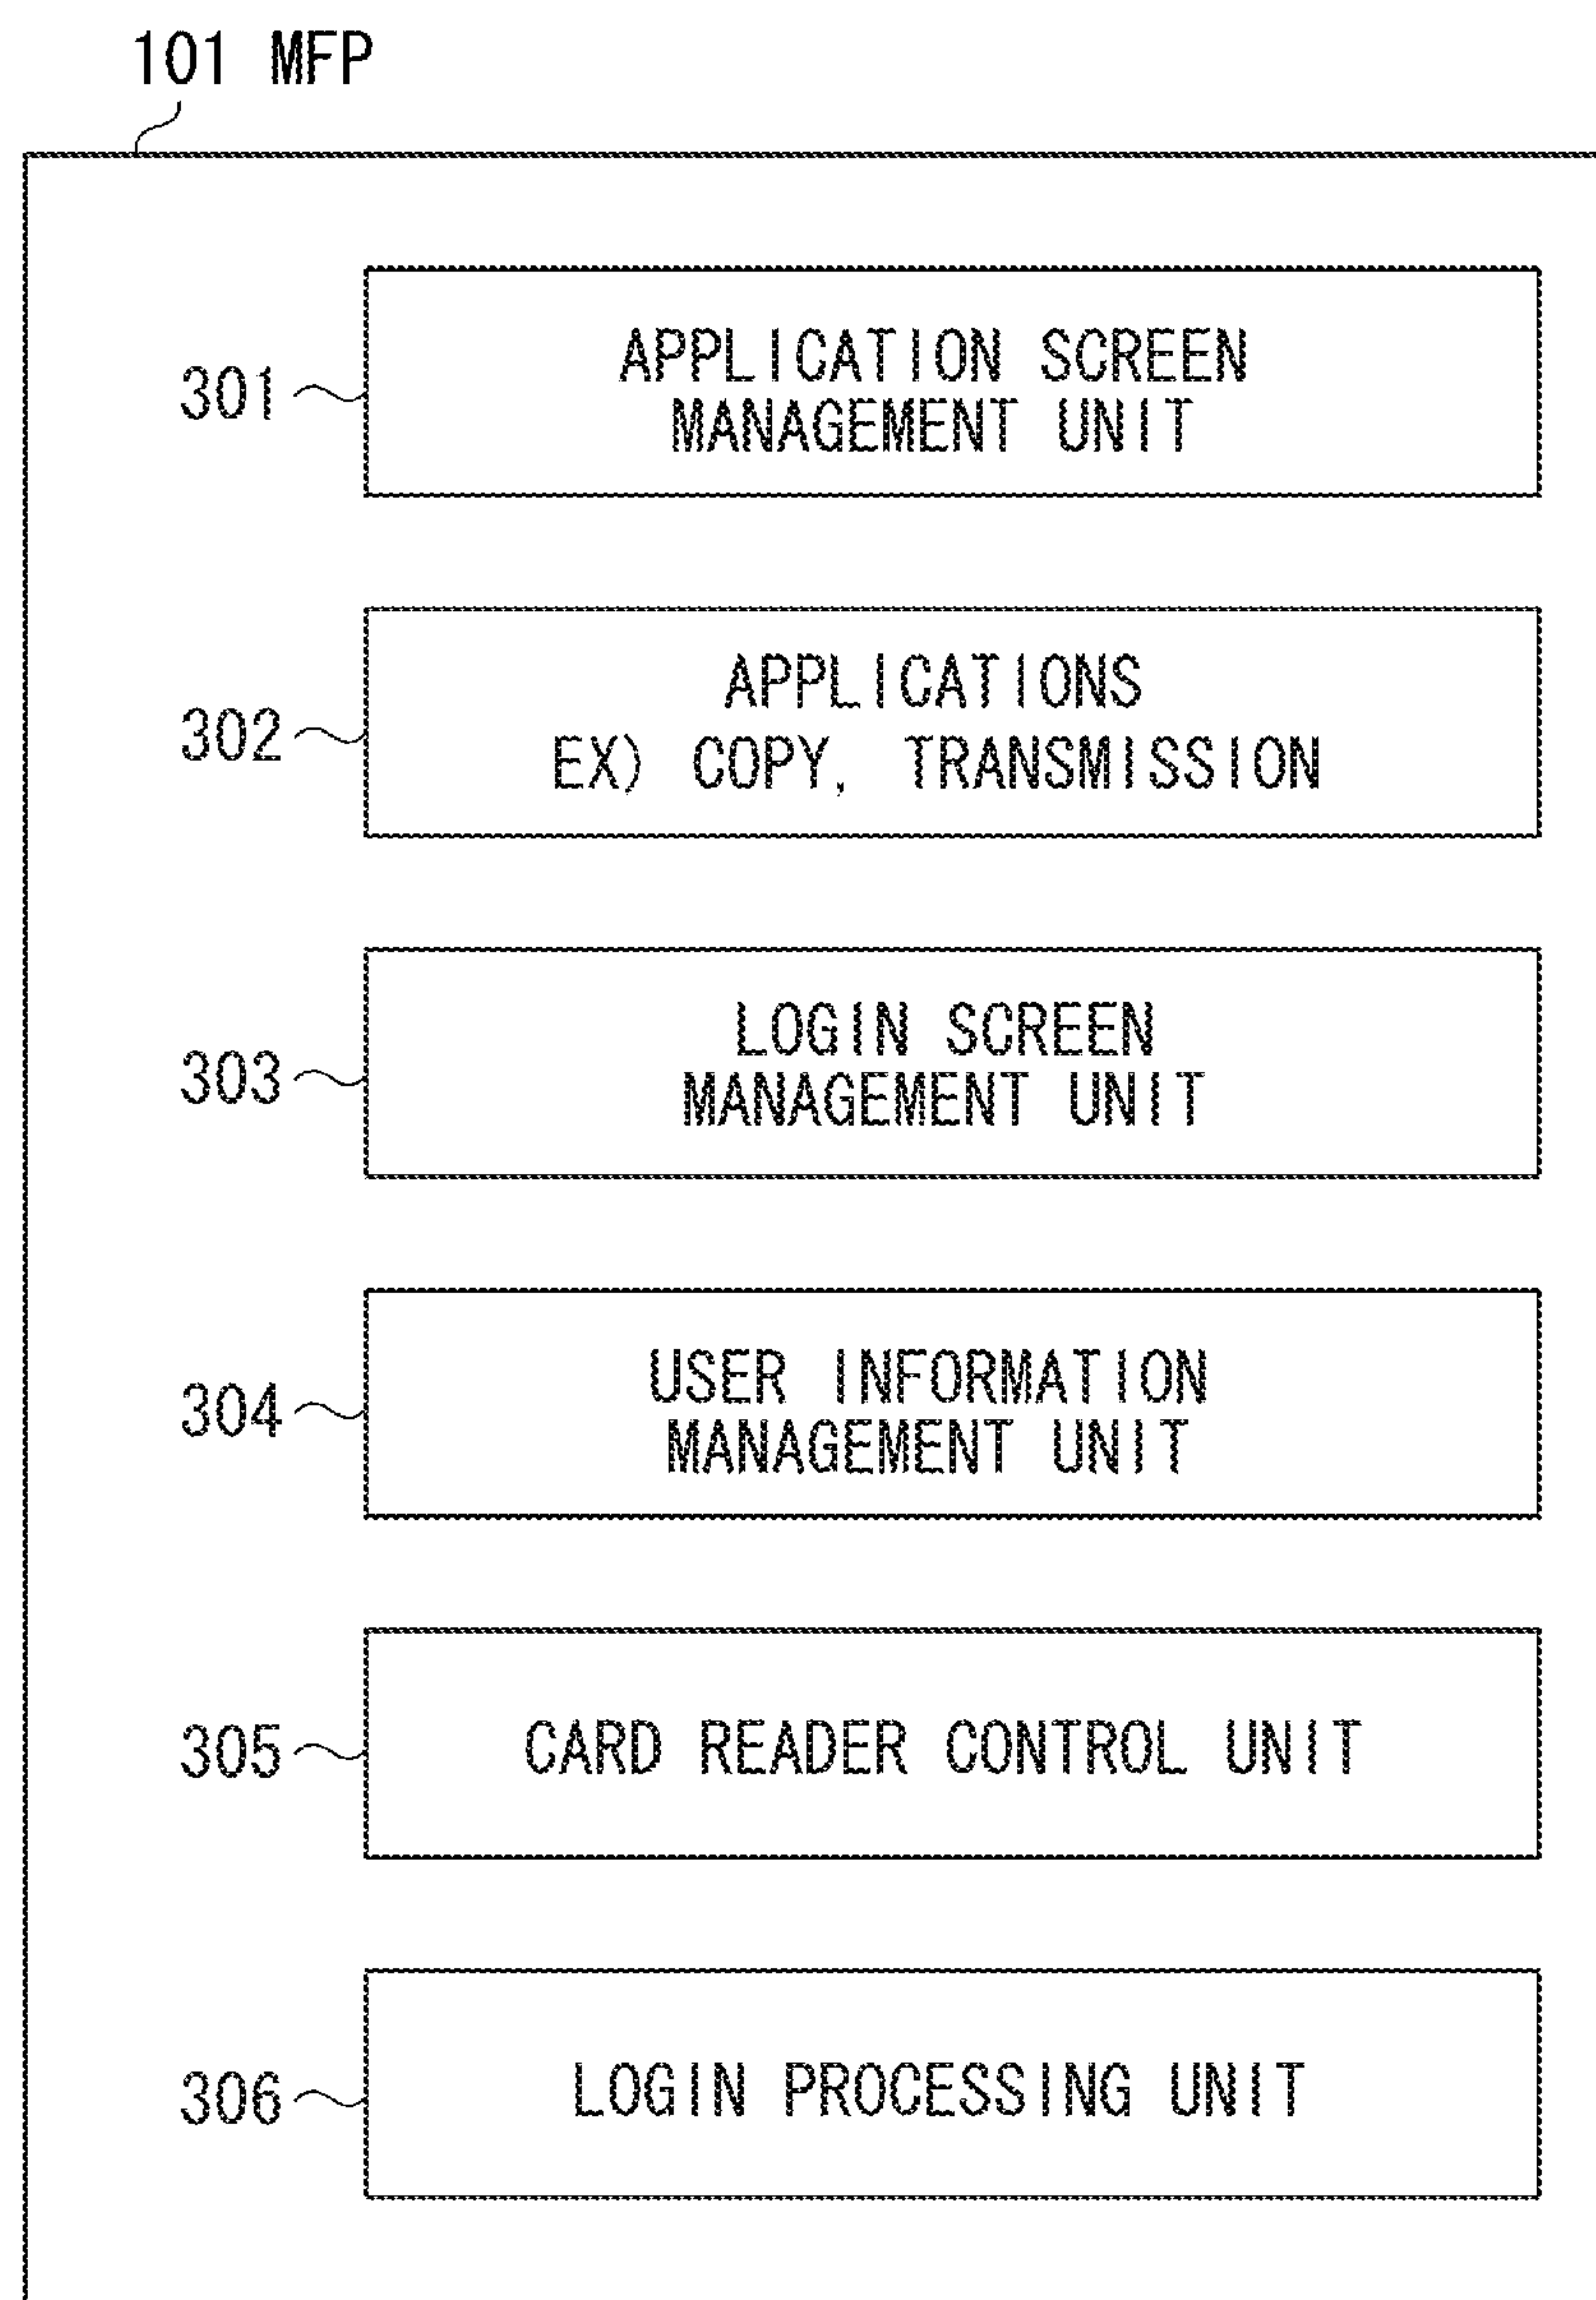 101 MFP
301
APPLICATION SCREEN
MANAGEMENT UNIT
302
APPLICATIONS
EX) COPY, TRANSMISSION
303
LOGIN SCREEN
MANAGEMENT UNIT
304
USER INFORMATION
MANAGEMENT UNIT
305
CARD READER CONTROL UNIT
306
LOGIN PROCESSING UNIT